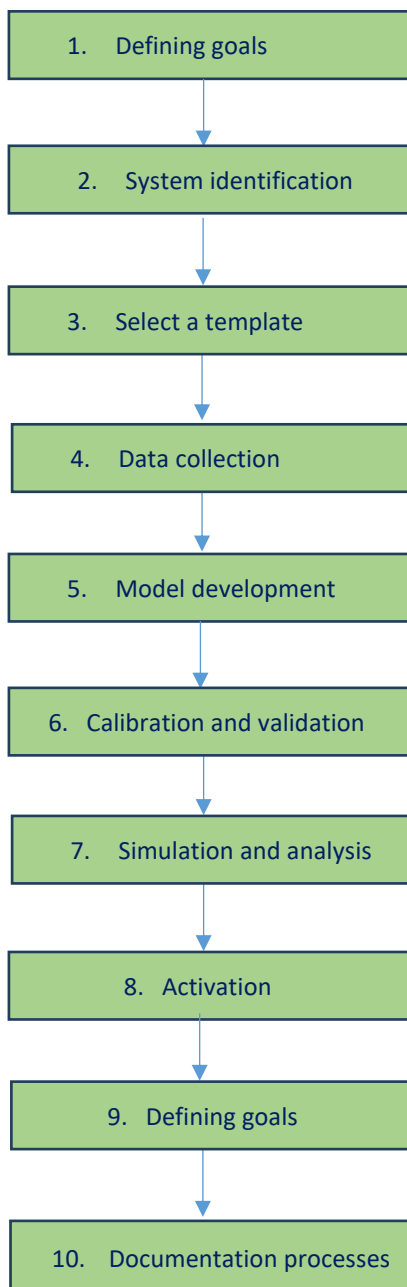 1. Defining goals
2. System identification
3. Select a template
4. Data collection
5. Model development
6. Calibration and validation
7. Simulation and analysis
8. Activation
9. Defining goals
10. Documentation processes